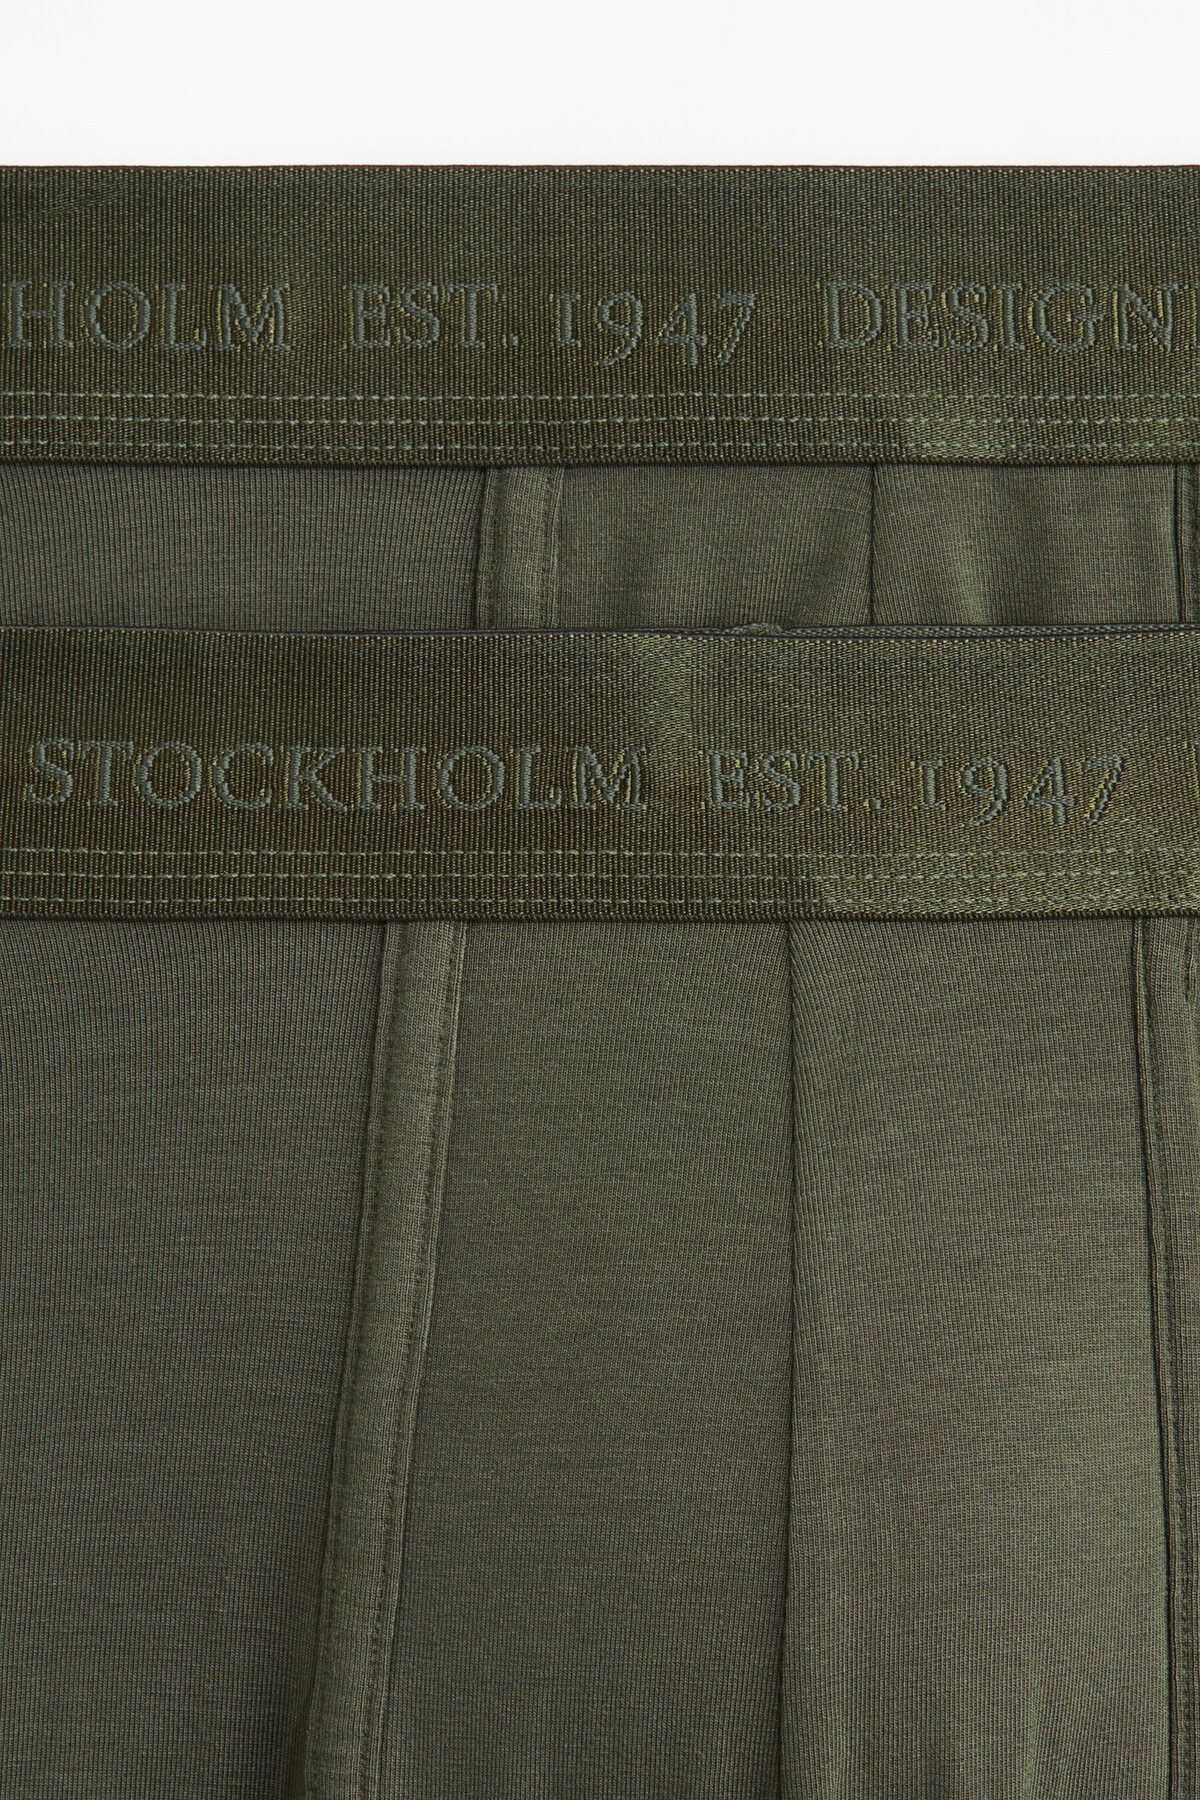 HOLM EST. 1947 DESIGN
STOCKHOLM EST. 1947